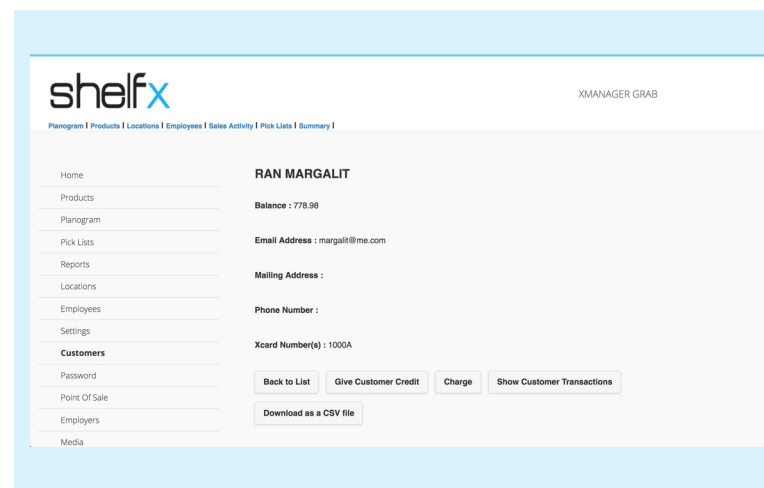 shelfx
XMANAGER GRAB
Planogram | Products | Locations | Employees | Sales Activity | Pick Lists | Summary |
Home
Products
Planogram
Pick Lists
Reports
Locations
Employees
Settings
Customers
Password
Point Of Sale
Employers
Media
RAN MARGALIT
Balance : 778.98
Email Address : margalit@me.com
Mailing Address :
Phone Number :
Xcard Number(s) : 1000A
Back to List Give Customer Credit Charge Show Customer Transactions
Download as a CSV file